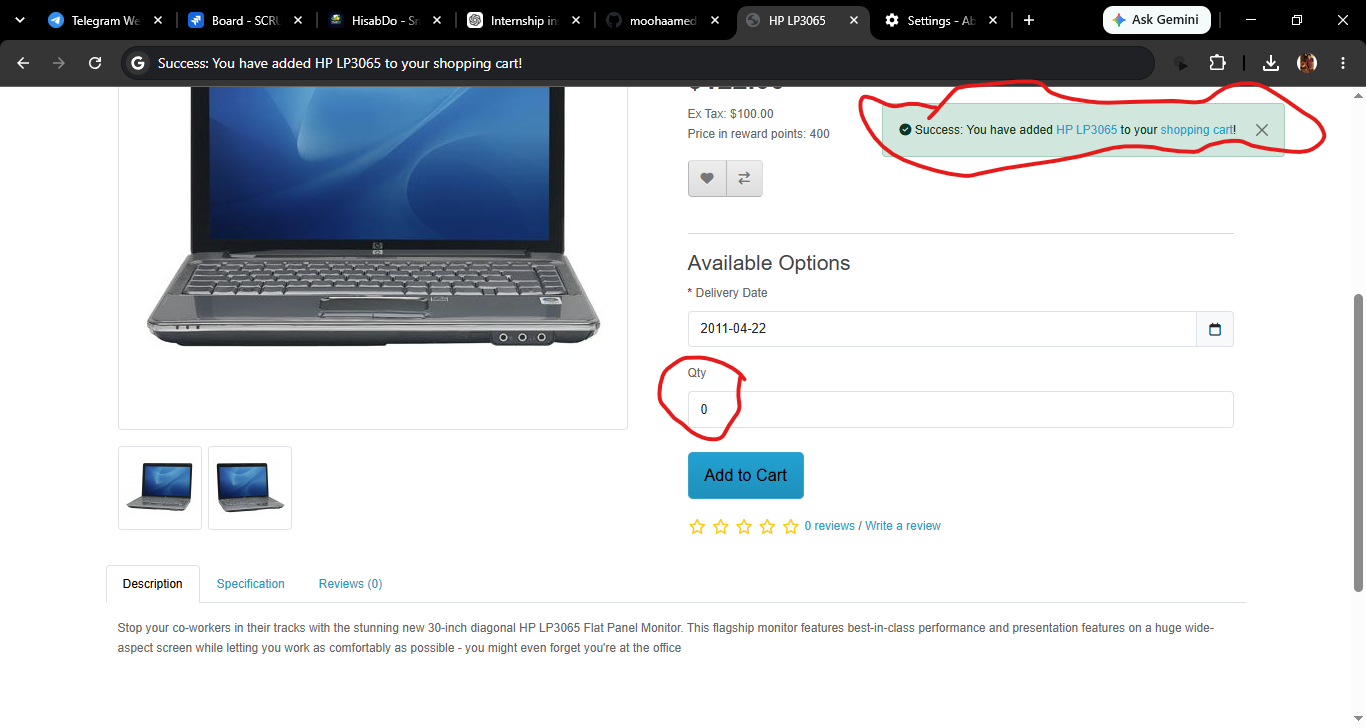 Telegram We
Board - SCRU
HisabDo - Sm
Internship in
moohaamed
HP LP3065
Settings - Ab
Ask Gemini
Success: You have added HP LP3065 to your shopping cart!
Ex Tax: $100.00
Price in reward points: 400
Success: You have added HP LP3065 to your shopping cart!
Available Options
* Delivery Date
2011-04-22
Qty
0
Add to Cart
0 reviews / Write a review
Description
Specification
Reviews (0)
Stop your co-workers in their tracks with the stunning new 30-inch diagonal HP LP3065 Flat Panel Monitor. This flagship monitor features best-in-class performance and presentation features on a huge wide-
aspect screen while letting you work as comfortably as possible - you might even forget you're at the office